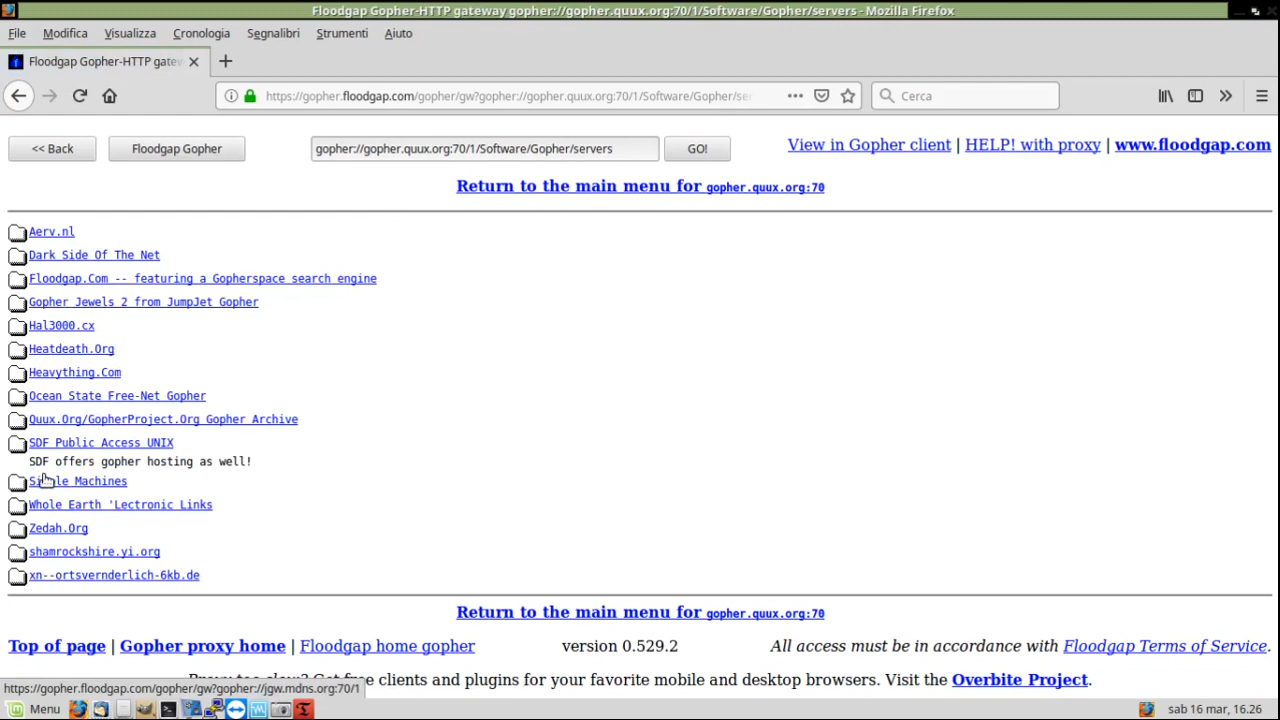 Floodgap Gopher-HTTP gateway gopher://gopher.quux.org:70/1/Software/Gopher/servers - Mozilla Firefox
File Modifica Visualizza Cronologia Segnalibri Strumenti Aiuto
Floodgap Gopher-HTTP gatew
https://gopher.floodgap.com/gopher/gw?gopher://gopher.quux.org:70/1/Software/Gopher/ser Cerca
<< Back Floodgap Gopher gopher://gopher.quux.org:70/1/Software/Gopher/servers GO! View in Gopher client | HELP! with proxy | www.floodgap.com
Return to the main menu for gopher.quux.org:70
Aerv.nl
Dark Side Of The Net
Floodgap.Com -- featuring a Gopherspace search engine
Gopher Jewels 2 from JumpJet Gopher
Hal3000.cx
Heatdeath.Org
Heavything.Com
Ocean State Free-Net Gopher
Quux.Org/GopherProject.Org Gopher Archive
SDF Public Access UNIX
SDF offers gopher hosting as well!
Machines
Whole Earth 'Lectronic Links
Zedah.Org
shamrockshire.yi.org
xn--ortsvernderlich-6kb.de
Return to the main menu for gopher.quux.org:70
Top of page | Gopher proxy home | Floodgap home gopher version 0.529.2 All access must be in accordance with Floodgap Terms of Service.
clients and plugins for your favorite mobile and desktop browsers. Visit the Overbite Project.
https://gopher.floodgap.com/gopher/gw?gopher://jgw.mdns.org:70/1
Menu sab 16 mar, 16.26